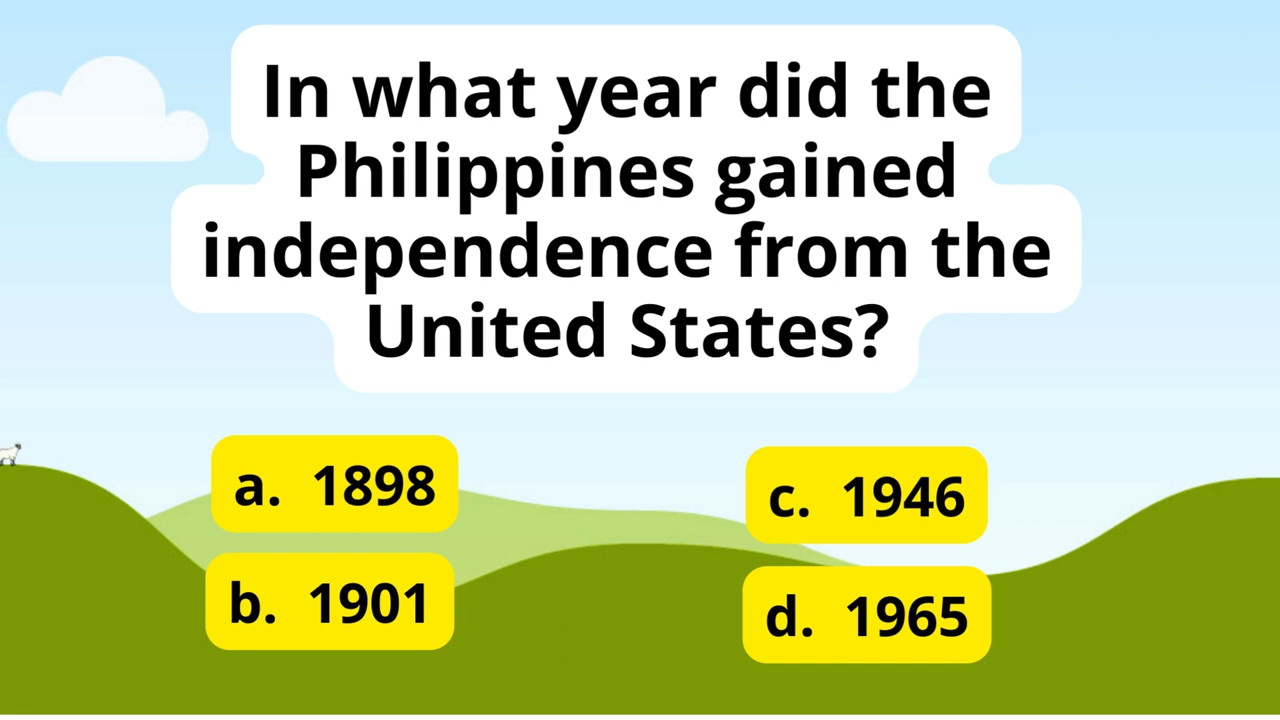 In what year did the
Philippines gained
independence from the
United States?
a. 1898
b. 1901
c. 1946
d. 1965